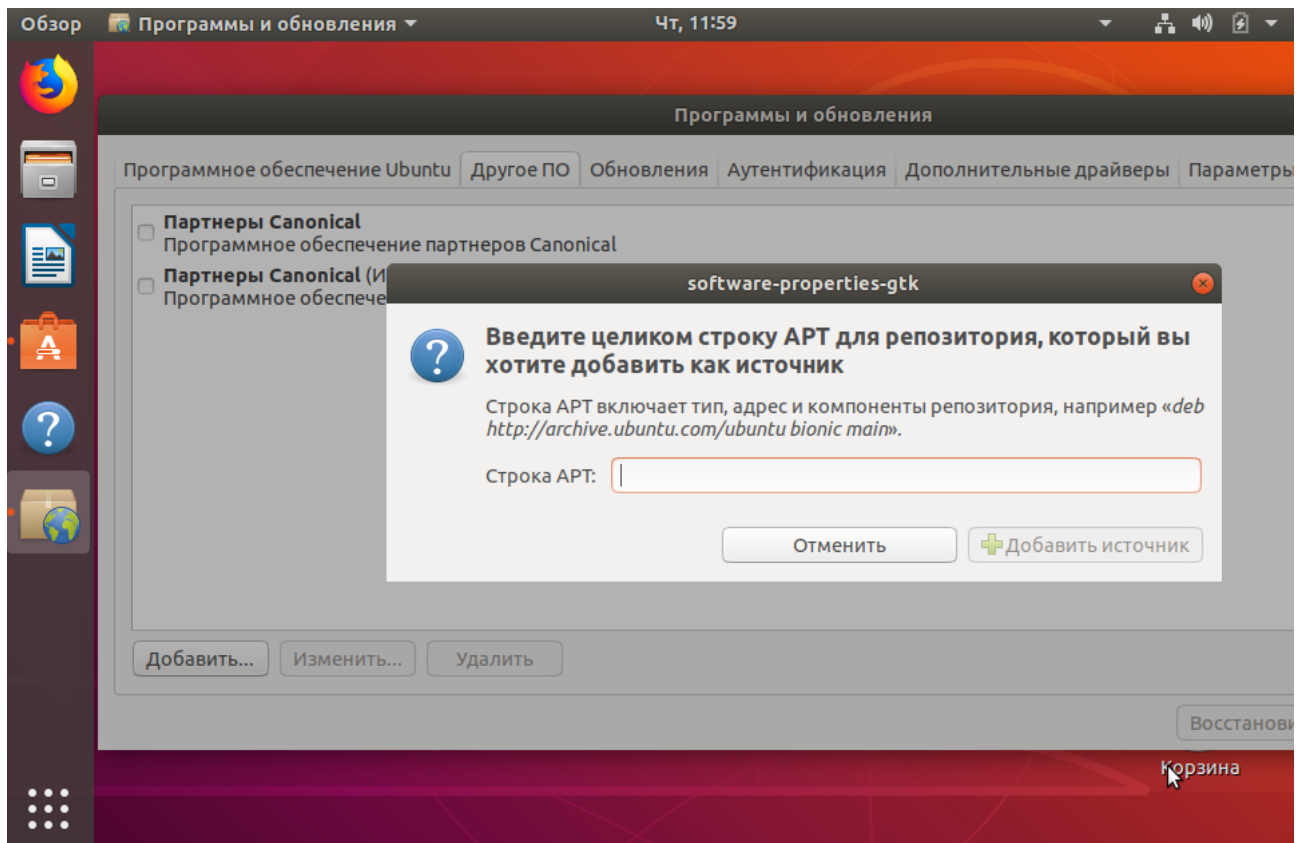 Обзор
Программы и обновления
Чт, 11:59
Программы и обновления
Программное обеспечение Ubuntu
Другое ПО
Обновления
Аутентификация
Дополнительные драйверы
Параметры
Партнеры Canonical
Программное обеспечение партнеров Canonical
Партнеры Canonical (И
Программное обеспече
software-properties-gtk
Введите целиком строку APT для репозитория, который вы
хотите добавить как источник
Строка APT включает тип, адрес и компоненты репозитория, например «deb
http://archive.ubuntu.com/ubuntu bionic main».
Строка APT:
Отменить
Добавить источник
Добавить...
Изменить...
Удалить
Восстанови
Корзина